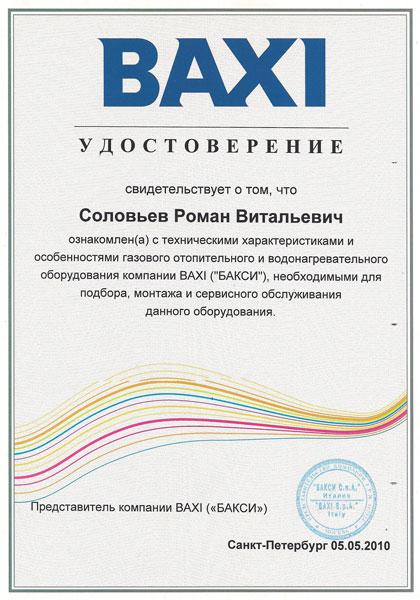 BAXI
УДОСТОВЕРЕНИЕ
свидетельствует о том, что
Соловьев Роман Витальевич
ознакомлен(а) с техническими характеристиками и
особенностями газового отопительного и водонагревательного
оборудования компании BAXI ("БАКСИ"), необходимыми для
подбора, монтажа и сервисного обслуживания
данного оборудования.
"БАКСИ С.п.А."
Италия
"BAXI S.p.A."
Italy
Представитель компании BAXI («БАКСИ»)
Санкт-Петербург 05.05.2010